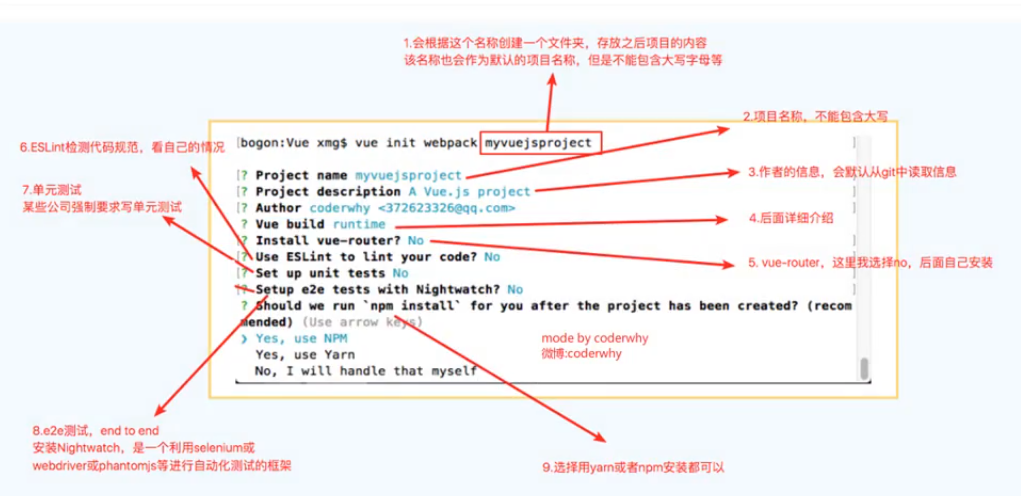 1.会根据这个名称创建一个文件夹，存放之后项目的内容
该名称也会作为默认的项目名称，但是不能包含大写字母等
2.项目名称，不能包含大写
[bogon:Vue xmg$ vue init webpack myvuejsproject ]
6.ESLint检测代码规范，看自己的情况
[? Project name myvuejsproject ]
3.作者的信息，会默认从git中读取信息
[? Project description A Vue.js project ]
7.单元测试
某些公司强制要求写单元测试
[? Author coderwhy <372623326@qq.com> ]
4.后面详细介绍
? Vue build runtime
[? Install vue-router? No ]
5. vue-router，这里我选择no，后面自己安装
[? Use ESLint to lint your code? No ]
[? Set up unit tests No ]
[? Setup e2e tests with Nightwatch? No ]
? Should we run `npm install` for you after the project has been created? (recom
mended) (Use arrow keys)
❯ Yes, use NPM
Yes, use Yarn
No, I will handle that myself
mode by coderwhy
微博:coderwhy
8.e2e测试，end to end
安装Nightwatch，是一个利用selenium或
webdriver或phantomjs等进行自动化测试的框架
9.选择用yarn或者npm安装都可以